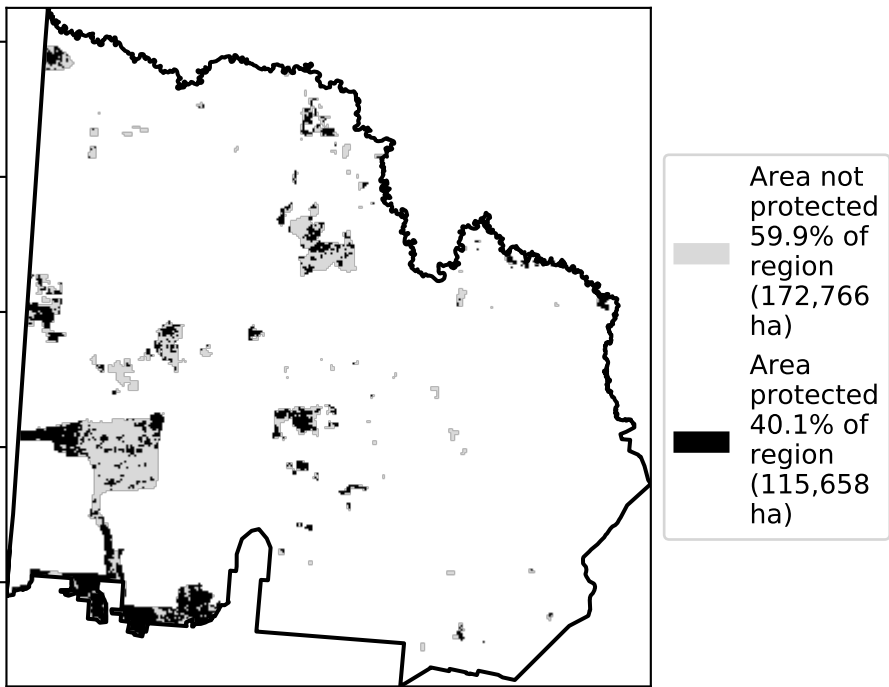 Area not
protected
59.9% of
region
(172,766
ha)
Area
protected
40.1% of
region
(115,658
ha)